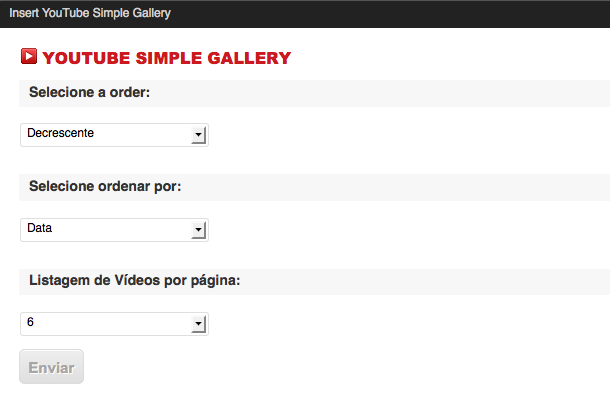 Insert YouTube Simple Gallery
YOUTUBE SIMPLE GALLERY
Selecione a order:
Decrescente
Selecione ordenar por:
Data
Listagem de Vídeos por página:
6
Enviar